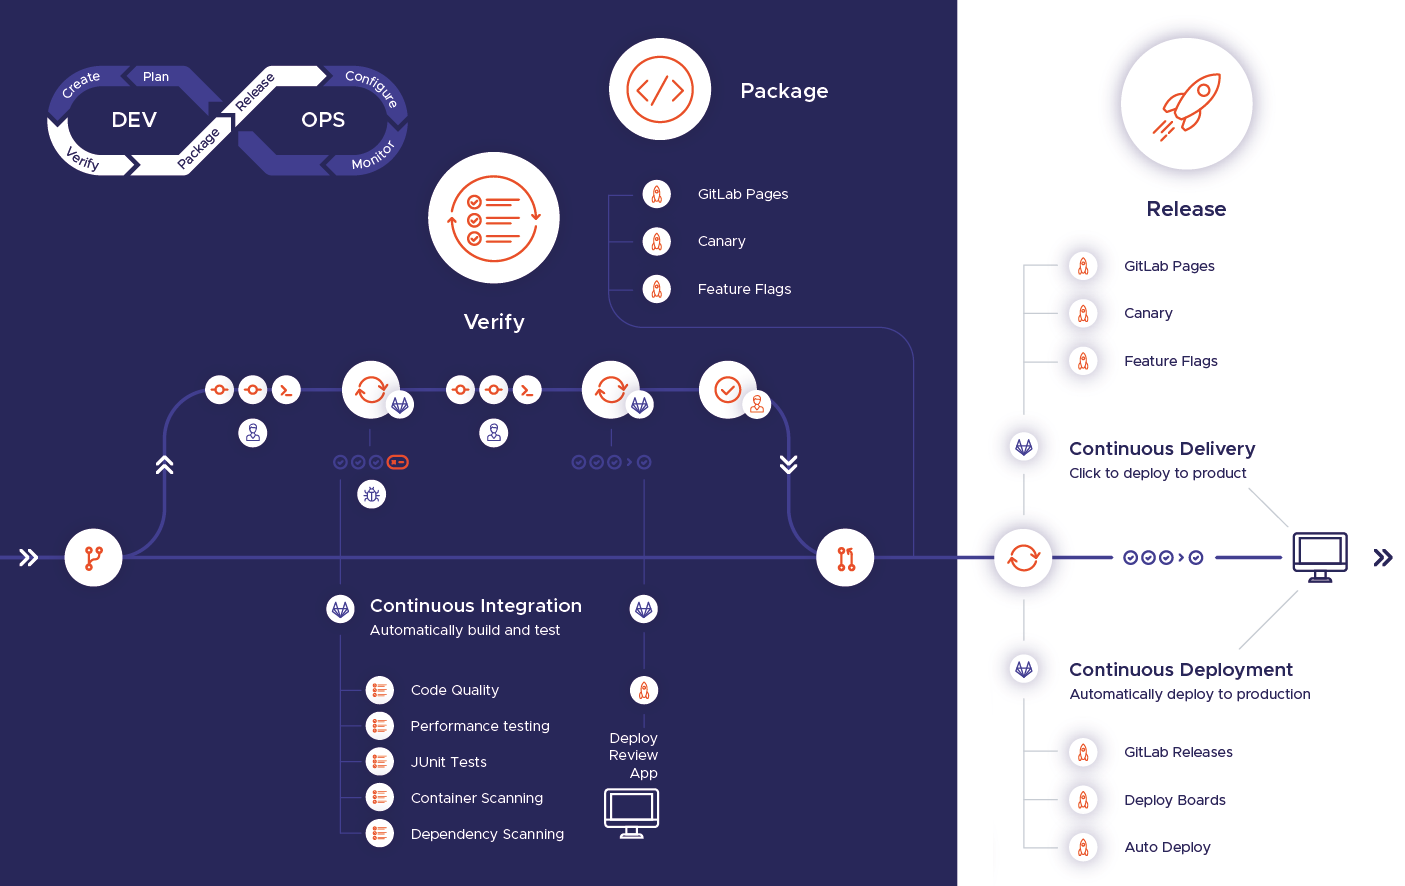 Create
Plan
Release
Configure
DEV
OPS
Verify
Package
Monitor
Package
GitLab Pages
Canary
Feature Flags
Verify
Continuous Integration
Automatically build and test
Code Quality
Performance testing
JUnit Tests
Container Scanning
Dependency Scanning
Deploy
Review
App
Release
GitLab Pages
Canary
Feature Flags
Continuous Delivery
Click to deploy to product
Continuous Deployment
Automatically deploy to production
GitLab Releases
Deploy Boards
Auto Deploy